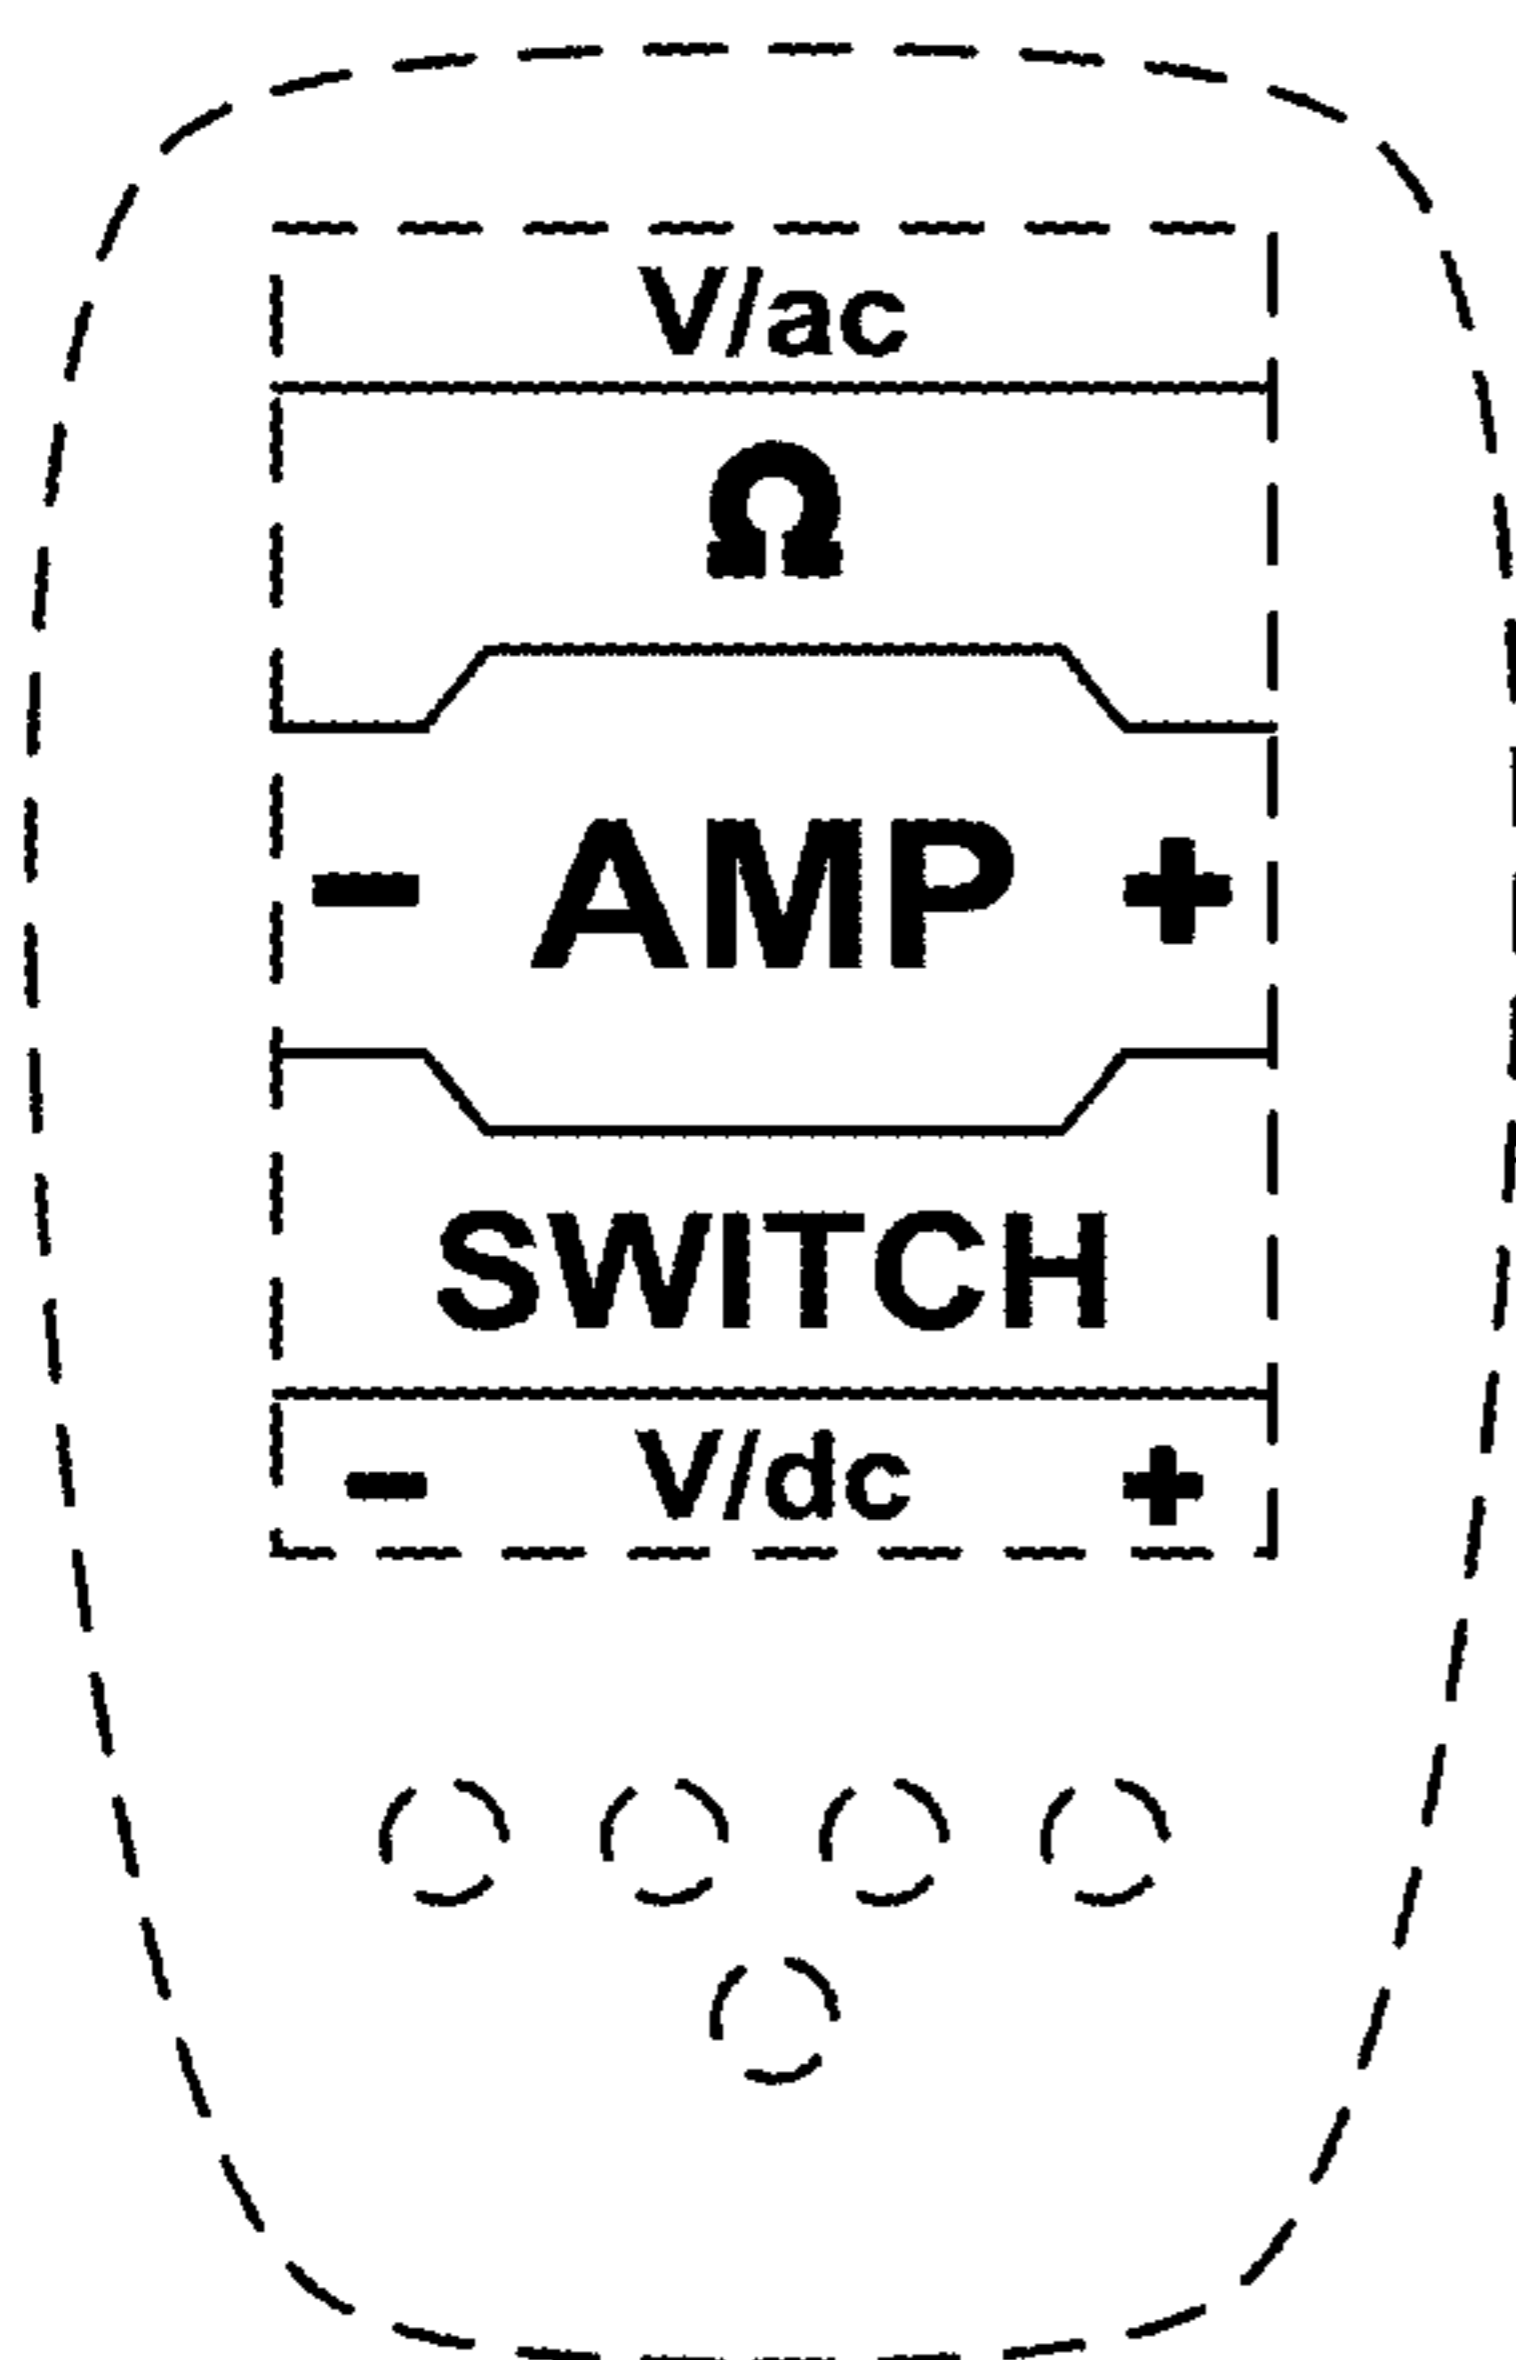 V/ac
Ω
- AMP +
SWITCH
- V/dc +